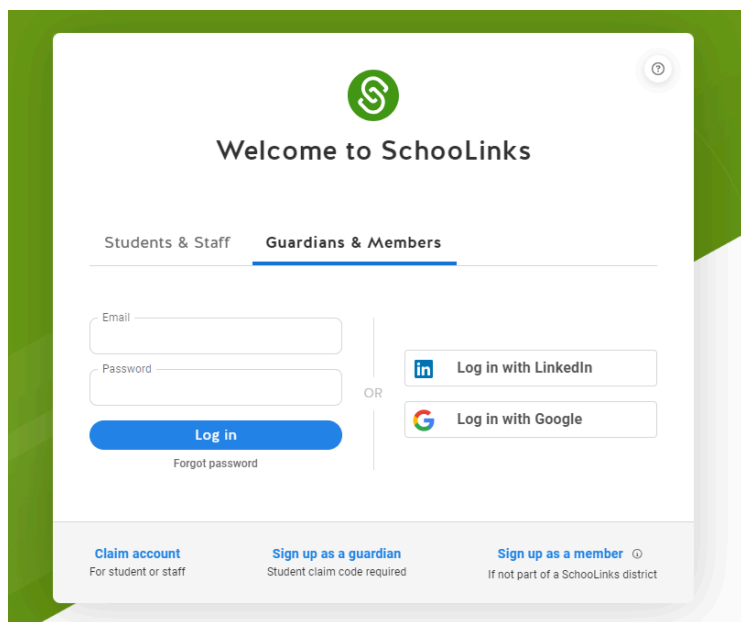 Welcome to SchooLinks
Students & Staff
Guardians & Members
Email
Password
Log in
Forgot password
OR
Log in with LinkedIn
Log in with Google
Claim account
For student or staff
Sign up as a guardian
Student claim code required
Sign up as a member
If not part of a SchooLinks district